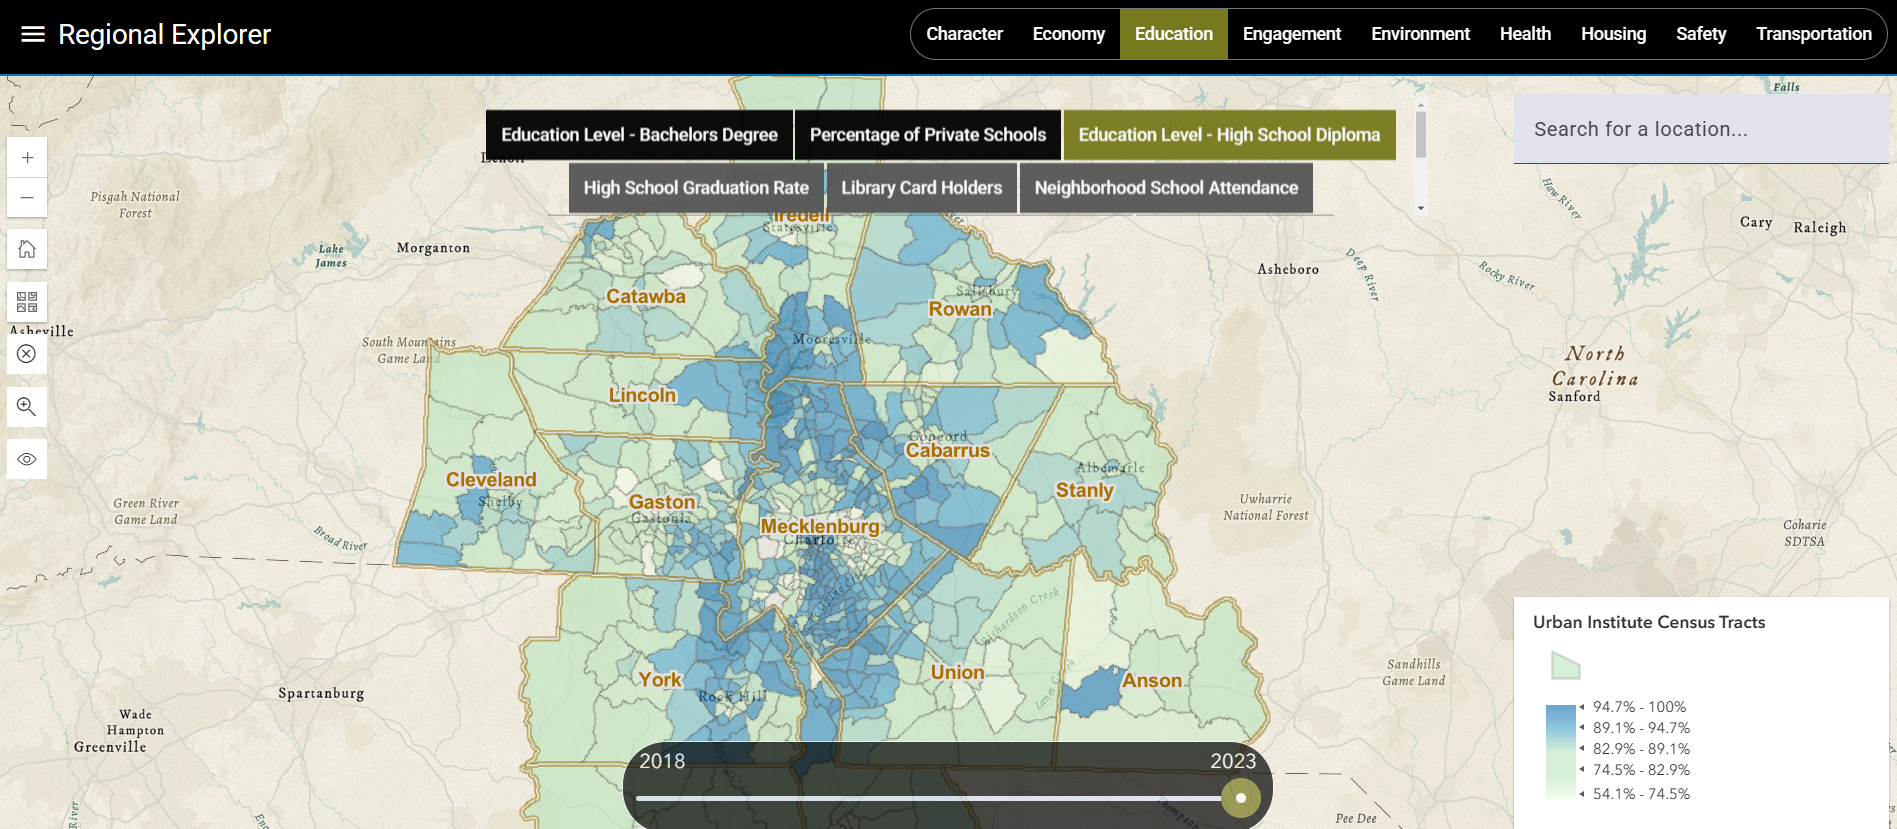 Regional Explorer
Character Economy Education Engagement Environment Health Housing Safety Transportation
Education Level - Bachelors Degree Percentage of Private Schools Education Level - High School Diploma
High School Graduation Rate Library Card Holders Neighborhood School Attendance
Search for a location...
Falls
Lenoir
Pisgah National
Forest
Lake
James
Morganton
Asheville
South Mountains
Game Land
Iredell
Statesville
Catawba
Salisbury
Rowan
Mooresville
Asheboro
Deep River
Haw River
Rocky River
Cary
Raleigh
North
Carolina
Sanford
Lincoln
Concord
Cabarrus
Albemarle
Stanly
Cleveland
Shelby
Gaston
Gastonia
Mecklenburg
Charlotte
Green River
Game Land
Broad River
Uwharrie
National Forest
Coharie
SDTSA
Richardson Creek
York
Rock Hill
Union
Anson
Sandhills
Game Land
Spartanburg
Wade
Hampton
Greenville
Pee Dee
River
2018
2023
Urban Institute Census Tracts
94.7% - 100%
89.1% - 94.7%
82.9% - 89.1%
74.5% - 82.9%
54.1% - 74.5%